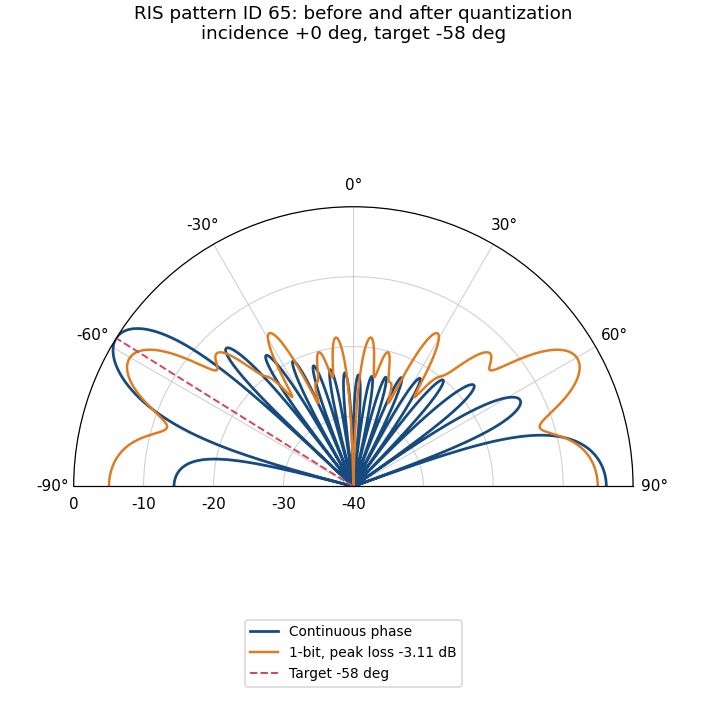 RIS pattern ID 65: before and after quantization
incidence +0 deg, target -58 deg
0°
-30°
30°
-60°
60°
-90°
90°
0
-10
-20
-30
-40
Continuous phase
1-bit, peak loss -3.11 dB
Target -58 deg